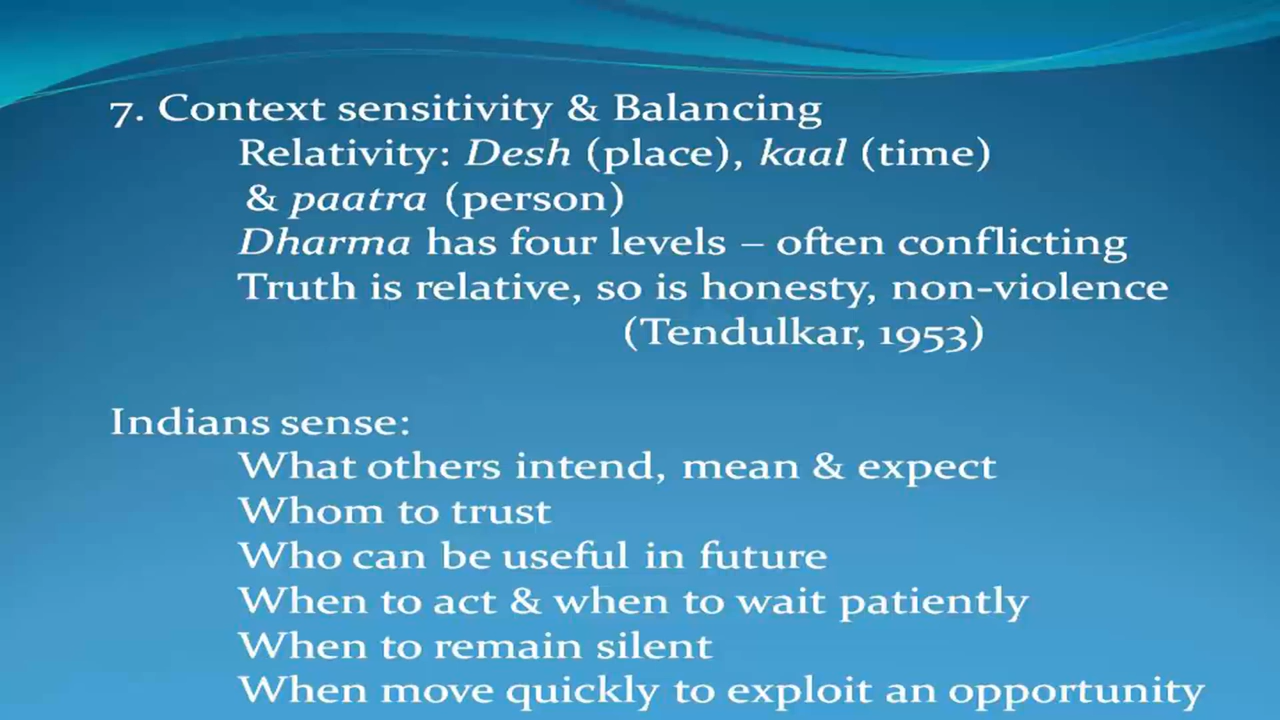 7. Context sensitivity & Balancing
Relativity: Desh (place), kaal (time)
& paatra (person)
Dharma has four levels – often conflicting
Truth is relative, so is honesty, non-violence
(Tendulkar, 1953)
Indians sense:
What others intend, mean & expect
Whom to trust
Who can be useful in future
When to act & when to wait patiently
When to remain silent
When move quickly to exploit an opportunity